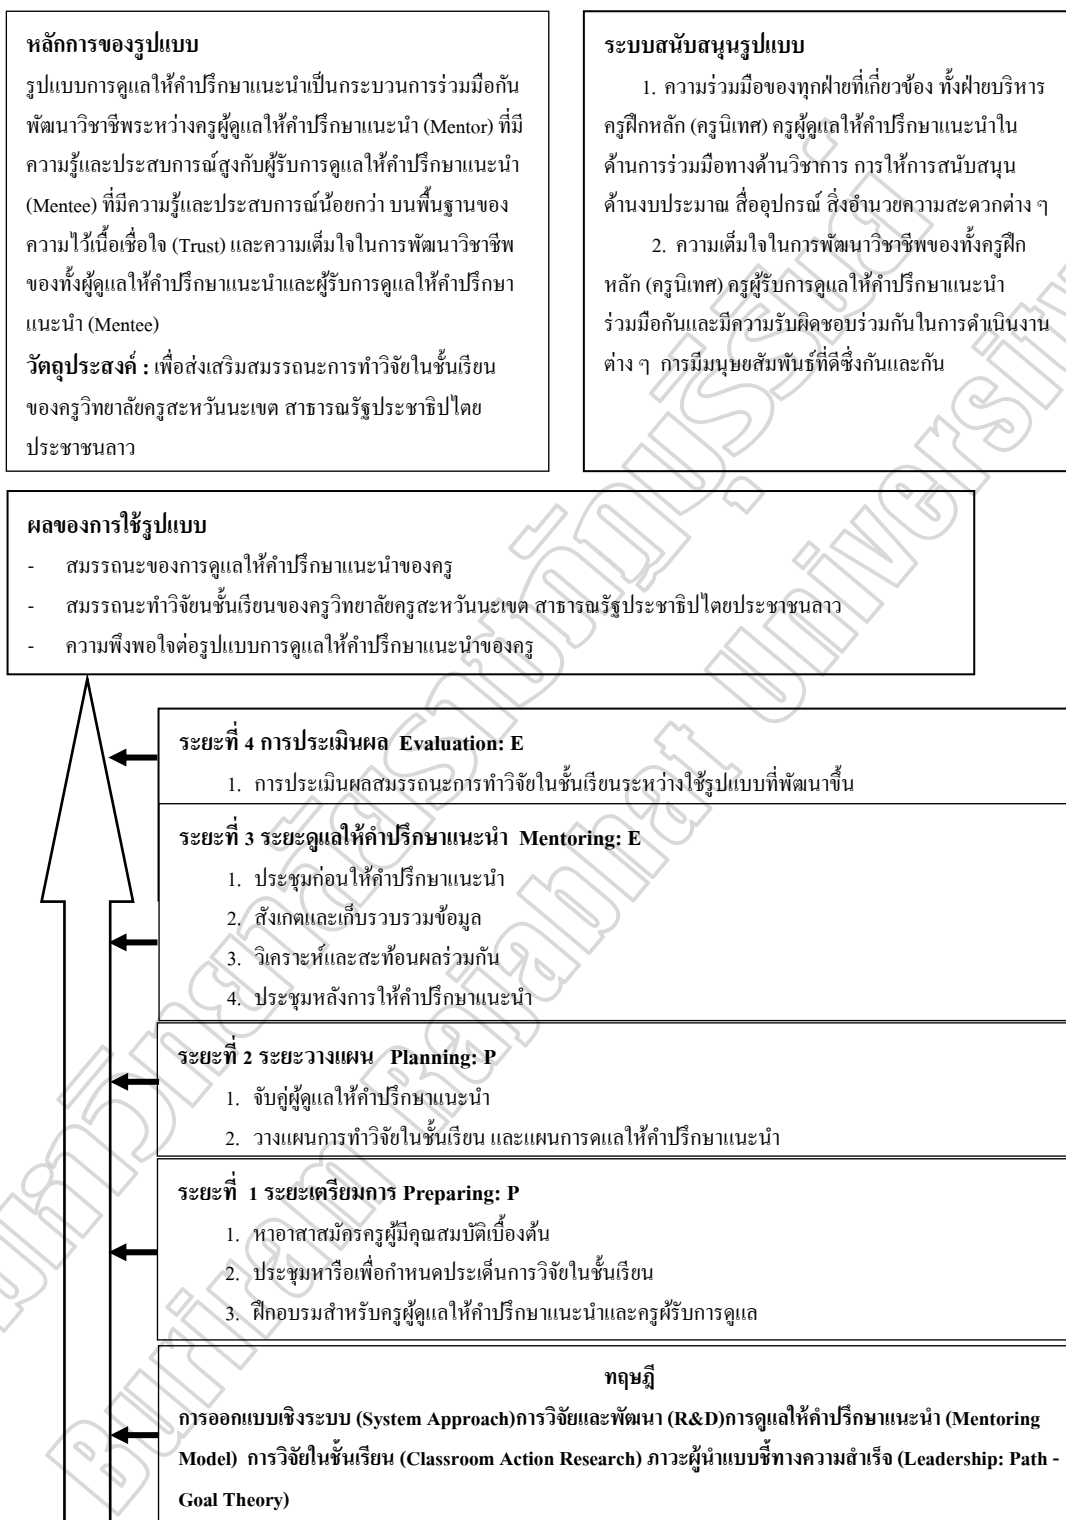 หลักการของรูปแบบ
รูปแบบการดูแลให้คำปรึกษาแนะนำเป็นกระบวนการร่วมมือกัน
พัฒนาวิชาชีพระหว่างครูผู้ดูแลให้คำปรึกษาแนะนำ (Mentor) ที่มี
ความรู้และประสบการณ์สูงกับผู้รับการดูแลให้คำปรึกษาแนะนำ
(Mentee) ที่มีความรู้และประสบการณ์น้อยกว่า บนพื้นฐานของ
ความไว้เนื้อเชื่อใจ (Trust) และความเต็มใจในการพัฒนาวิชาชีพ
ของทั้งผู้ดูแลให้คำปรึกษาแนะนำและผู้รับการดูแลให้คำปรึกษา
แนะนำ (Mentee)
วัตถุประสงค์ : เพื่อส่งเสริมสมรรถนะการทำวิจัยในชั้นเรียน
ของครูวิทยาลัยครูสะหวันนะเขต สาธารณรัฐประชาธิปไตย
ประชาชนลาว
ระบบสนับสนุนรูปแบบ
1. ความร่วมมือของทุกฝ่ายที่เกี่ยวข้อง ทั้งฝ่ายบริหาร
ครูฝึกหลัก (ครูนิเทศ) ครูผู้ดูแลให้คำปรึกษาแนะนำใน
ด้านการร่วมมือทางด้านวิชาการ การให้การสนับสนุน
ด้านงบประมาณ สื่ออุปกรณ์ สิ่งอำนวยความสะดวกต่าง ๆ
2. ความเต็มใจในการพัฒนาวิชาชีพของทั้งครูฝึก
หลัก (ครูนิเทศ) ครูผู้รับการดูแลให้คำปรึกษาแนะนำ
ร่วมมือกันและมีความรับผิดชอบร่วมกันในการดำเนินงาน
ต่าง ๆ การมีมนุษยสัมพันธ์ที่ดีซึ่งกันและกัน
ผลของการใช้รูปแบบ
- สมรรถนะของการดูแลให้คำปรึกษาแนะนำของครู
- สมรรถนะทำวิจัยนชั้นเรียนของครูวิทยาลัยครูสะหวันนะเขต สาธารณรัฐประชาธิปไตยประชาชนลาว
- ความพึงพอใจต่อรูปแบบการดูแลให้คำปรึกษาแนะนำของครู
ระยะที่ 4 การประเมินผล Evaluation: E
1. การประเมินผลสมรรถนะการทำวิจัยในชั้นเรียนระหว่างใช้รูปแบบที่พัฒนาขึ้น
ระยะที่ 3 ระยะดูแลให้คำปรึกษาแนะนำ Mentoring: E
1. ประชุมก่อนให้คำปรึกษาแนะนำ
2. สังเกตและเก็บรวบรวมข้อมูล
3. วิเคราะห์และสะท้อนผลร่วมกัน
4. ประชุมหลังการให้คำปรึกษาแนะนำ
ระยะที่ 2 ระยะวางแผน Planning: P
1. จับคู่ผู้ดูแลให้คำปรึกษาแนะนำ
2. วางแผนการทำวิจัยในชั้นเรียน และแผนการดแลให้คำปรึกษาแนะนำ
ระยะที่ 1 ระยะเตรียมการ Preparing: P
1. หาอาสาสมัครครูผู้มีคุณสมบัติเบื้องต้น
2. ประชุมหารือเพื่อกำหนดประเด็นการวิจัยในชั้นเรียน
3. ฝึกอบรมสำหรับครูผู้ดูแลให้คำปรึกษาแนะนำและครูผู้รับการดูแล
ทฤษฎี
การออกแบบเชิงระบบ (System Approach)การวิจัยและพัฒนา (R&D)การดูแลให้คำปรึกษาแนะนำ (Mentoring
Model) การวิจัยในชั้นเรียน (Classroom Action Research) ภาวะผู้นำแบบชี้ทางความสำเร็จ (Leadership: Path -
Goal Theory)
มหาวิทยาลัยราชภัฏบุรีรัมย์
Buriram Rajabhat University